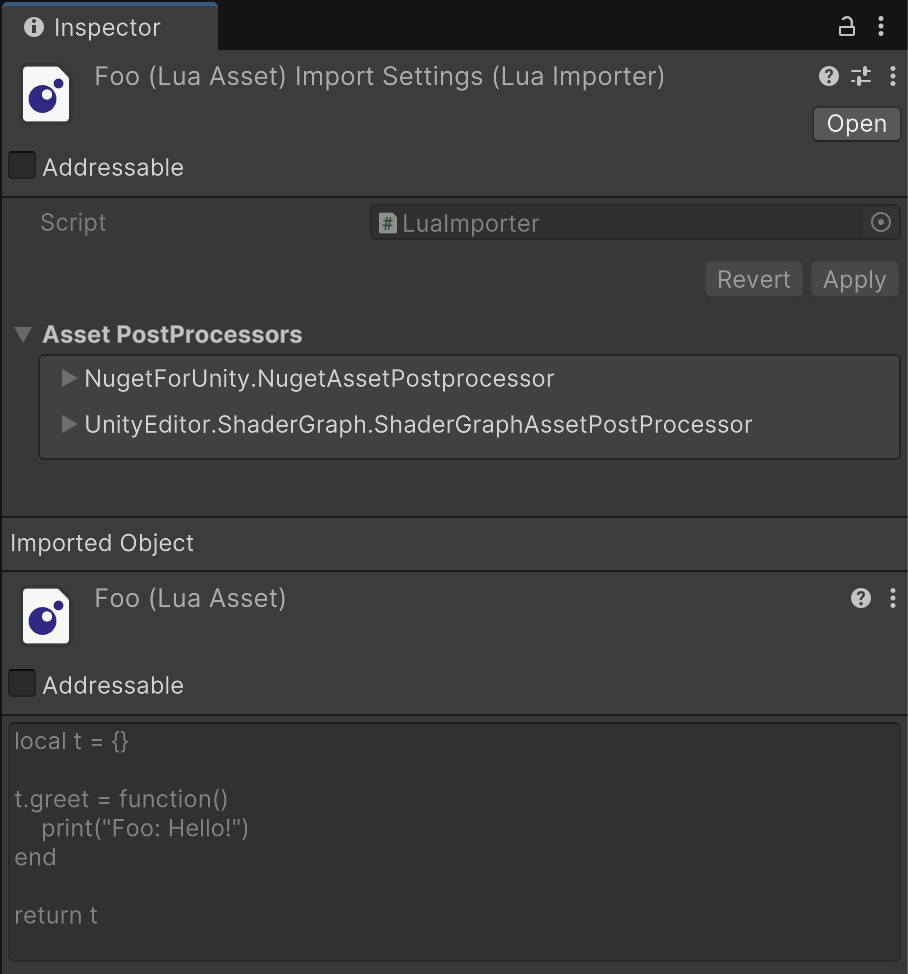 Inspector
Foo (Lua Asset) Import Settings (Lua Importer)
Open
Addressable
Script
# LuaImporter
Revert
Apply
Asset PostProcessors
NugetForUnity.NugetAssetPostprocessor
UnityEditor.ShaderGraph.ShaderGraphAssetPostProcessor
Imported Object
Foo (Lua Asset)
Addressable
local t = {}
t.greet = function()
    print("Foo: Hello!")
end
return t